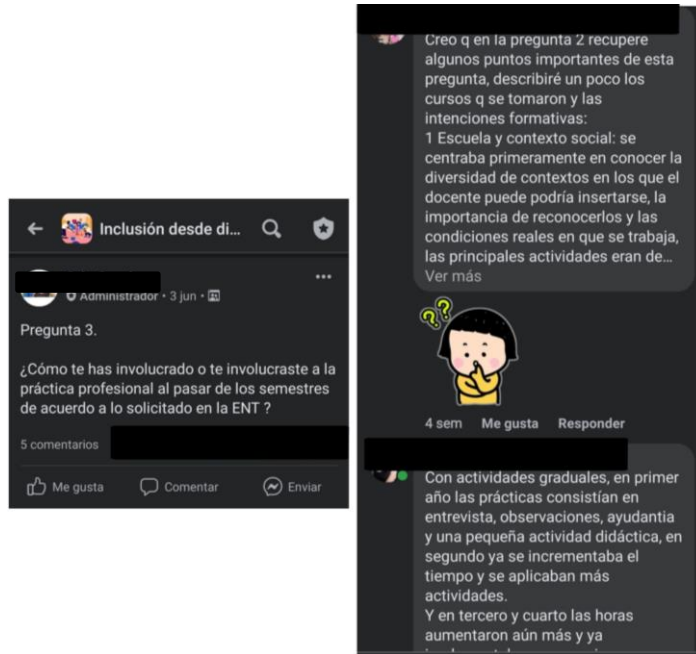 Inclusión desde di...
Administrador • 3 jun •
Pregunta 3.
¿Cómo te has involucrado o te involucraste a la
práctica profesional al pasar de los semestres
de acuerdo a lo solicitado en la ENT ?
5 comentarios
Me gusta
Comentar
Enviar
Creo q en la pregunta 2 recupere
algunos puntos importantes de esta
pregunta, describiré un poco los
cursos q se tomaron y las
intenciones formativas:
1 Escuela y contexto social: se
centraba primeramente en conocer la
diversidad de contextos en los que el
docente puede podría insertarse, la
importancia de reconocerlos y las
condiciones reales en que se trabaja,
las principales actividades eran de...
Ver más
??
4 sem Me gusta Responder
Con actividades graduales, en primer
año las prácticas consistían en
entrevista, observaciones, ayudantia
y una pequeña actividad didáctica, en
segundo ya se incrementaba el
tiempo y se aplicaban más
actividades.
Y en tercero y cuarto las horas
aumentaron aún más y ya